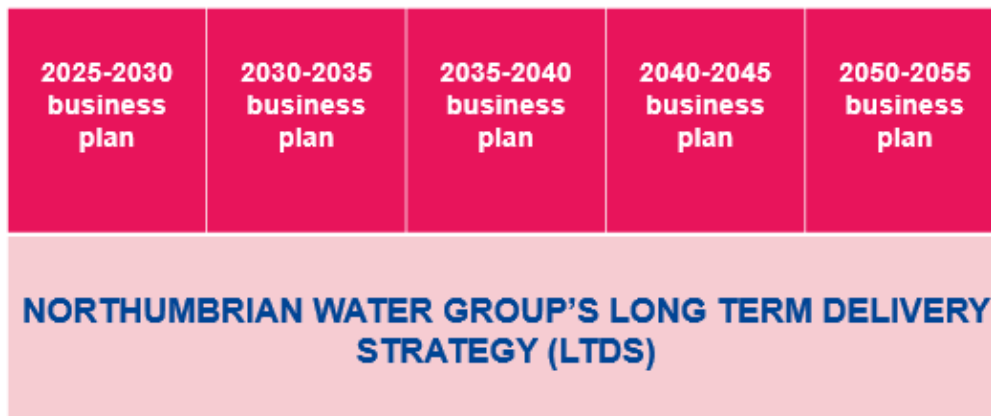 2025-2030
business
plan
2030-2035
business
plan
2035-2040
business
plan
2040-2045
business
plan
2050-2055
business
plan
NORTHUMBRIAN WATER GROUP'S LONG TERM DELIVERY
STRATEGY (LTDS)